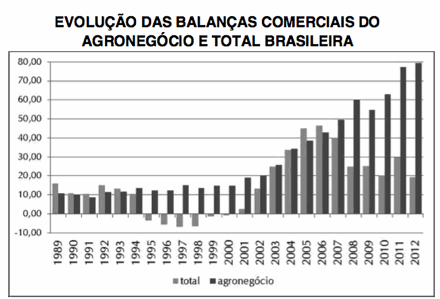 EVOLUÇÃO DAS BALANÇAS COMERCIAIS DO
AGRONEGÓCIO E TOTAL BRASILEIRA
80,00
70,00
60,00
50,00
40,00
30,00
20,00
10,00
0,00
-10,00
1989 1990 1991 1992 1993 1994 1995 1996 1997 1998 1999 2000 2001 2002 2003 2004 2005 2006 2007 2008 2009 2010 2011 2012
total agronegócio